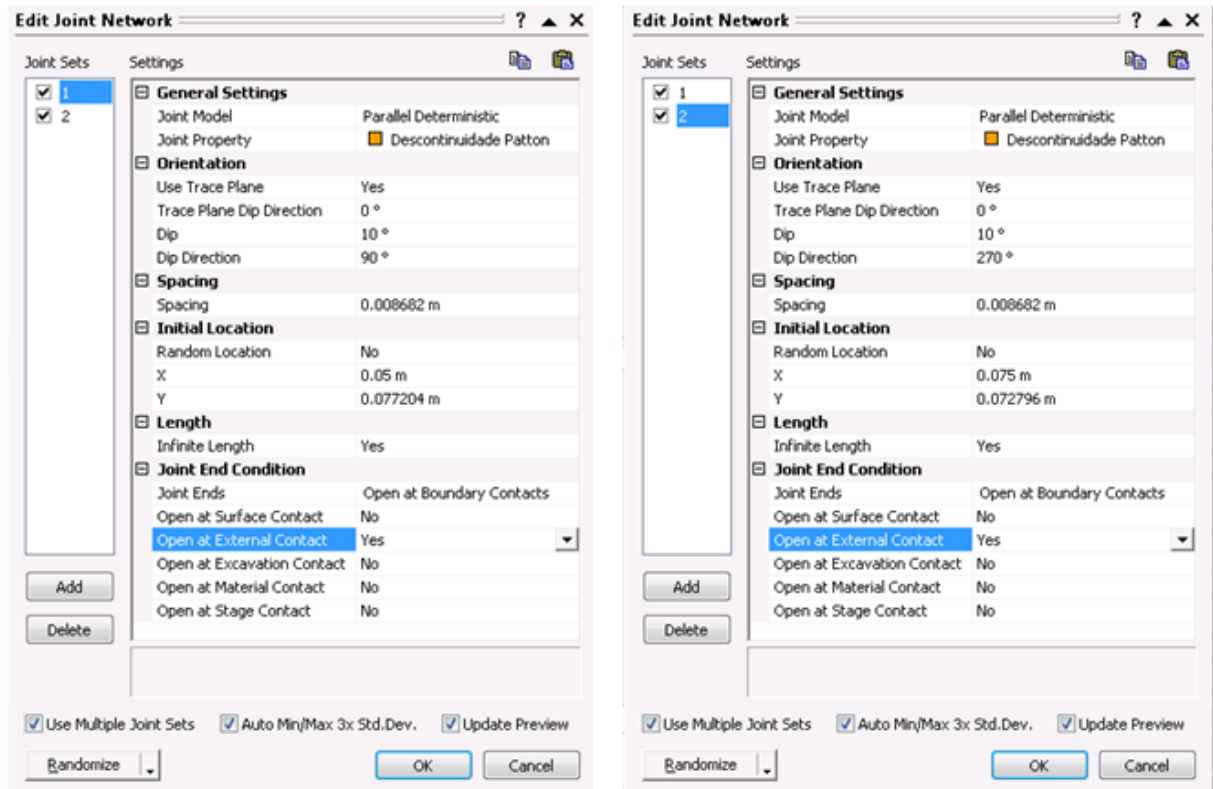 Edit Joint Network ?
Joint Sets Settings
1
2
General Settings
Joint Model Parallel Deterministic
Joint Property Descontinuidade Patton
Orientation
Use Trace Plane Yes
Trace Plane Dip Direction 0 °
Dip 10 °
Dip Direction 90 °
Spacing
Spacing 0.008682 m
Initial Location
Random Location No
X 0.05 m
Y 0.077204 m
Length
Infinite Length Yes
Joint End Condition
Joint Ends Open at Boundary Contacts
Open at Surface Contact No
Open at External Contact Yes
Open at Excavation Contact No
Open at Material Contact No
Open at Stage Contact No
Add
Delete
Use Multiple Joint Sets Auto Min/Max 3x Std.Dev. Update Preview
Randomize OK Cancel
Edit Joint Network ?
Joint Sets Settings
1
2
General Settings
Joint Model Parallel Deterministic
Joint Property Descontinuidade Patton
Orientation
Use Trace Plane Yes
Trace Plane Dip Direction 0 °
Dip 10 °
Dip Direction 270 °
Spacing
Spacing 0.008682 m
Initial Location
Random Location No
X 0.075 m
Y 0.072796 m
Length
Infinite Length Yes
Joint End Condition
Joint Ends Open at Boundary Contacts
Open at Surface Contact No
Open at External Contact Yes
Open at Excavation Contact No
Open at Material Contact No
Open at Stage Contact No
Add
Delete
Use Multiple Joint Sets Auto Min/Max 3x Std.Dev. Update Preview
Randomize OK Cancel